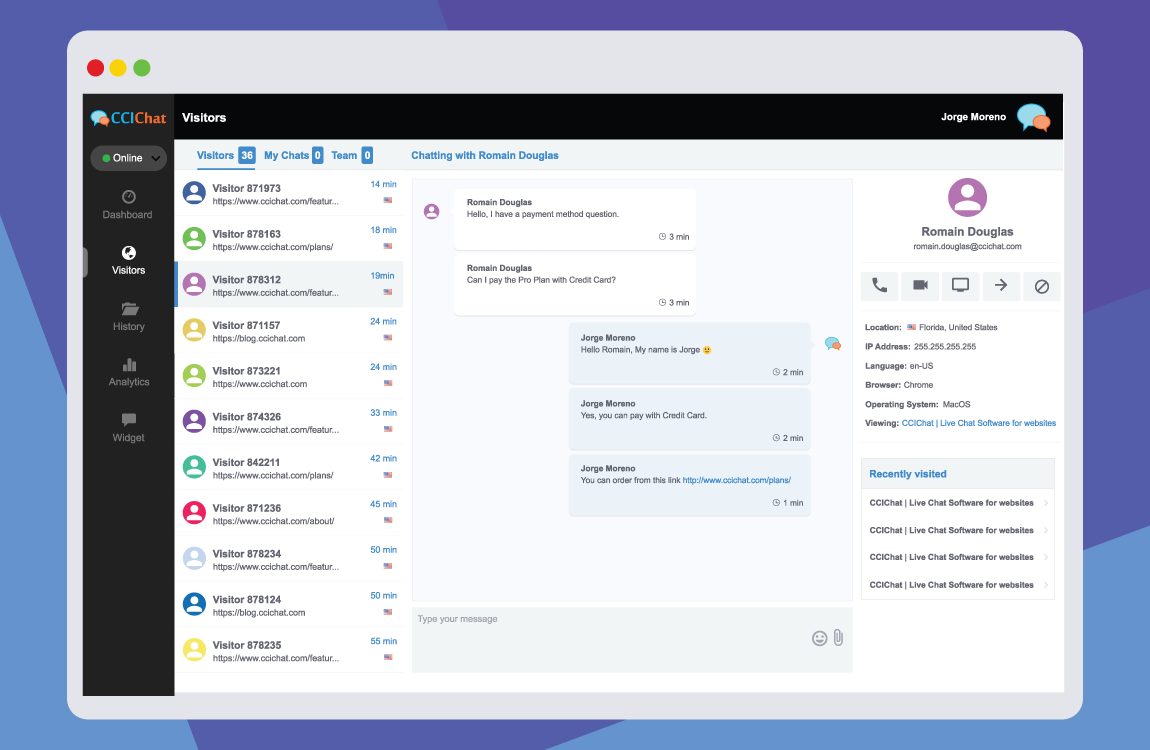 CCIChat
Visitors
Jorge Moreno
Online
Dashboard
Visitors
History
Analytics
Widget
Visitors 36 My Chats 0 Team 0
Visitor 871973 14 min
https://www.ccichat.com/featur...
Visitor 878163 18 min
https://www.ccichat.com/plans/
Visitor 878312 19min
https://www.ccichat.com/featur...
Visitor 871157 24 min
https://blog.ccichat.com
Visitor 873221 24 min
https://www.ccichat.com
Visitor 874326 33 min
https://www.ccichat.com/featur...
Visitor 842211 42 min
https://www.ccichat.com/plans/
Visitor 871236 45 min
https://www.ccichat.com/about/
Visitor 878234 50 min
https://www.ccichat.com/featur...
Visitor 878124 50 min
https://blog.ccichat.com
Visitor 878235 55 min
https://www.ccichat.com/featur...
Chatting with Romain Douglas
Romain Douglas
Hello, I have a payment method question.
3 min
Romain Douglas
Can I pay the Pro Plan with Credit Card?
3 min
Jorge Moreno
Hello Romain, My name is Jorge 🙂
2 min
Jorge Moreno
Yes, you can pay with Credit Card.
2 min
Jorge Moreno
You can order from this link http://www.ccichat.com/plans/
1 min
Type your message
Romain Douglas
romain.douglas@ccichat.com
Location: Florida, United States
IP Address: 255.255.255.255
Language: en-US
Browser: Chrome
Operating System: MacOS
Viewing: CCIChat | Live Chat Software for websites
Recently visited
CCIChat | Live Chat Software for websites
CCIChat | Live Chat Software for websites
CCIChat | Live Chat Software for websites
CCIChat | Live Chat Software for websites